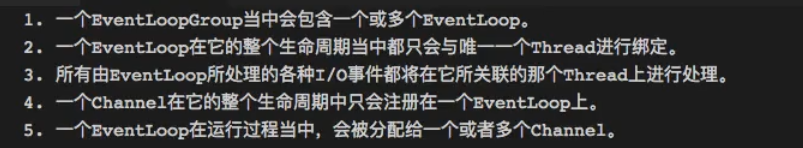 1. 一个EventLoopGroup当中会包含一个或多个EventLoop。
2. 一个EventLoop在它的整个生命周期当中都只会与唯一一个Thread进行绑定。
3. 所有由EventLoop所处理的各种I/O事件都将在它所关联的那个Thread上进行处理。
4. 一个Channel在它的整个生命周期中只会注册在一个EventLoop上。
5. 一个EventLoop在运行过程当中，会被分配给一个或者多个Channel。